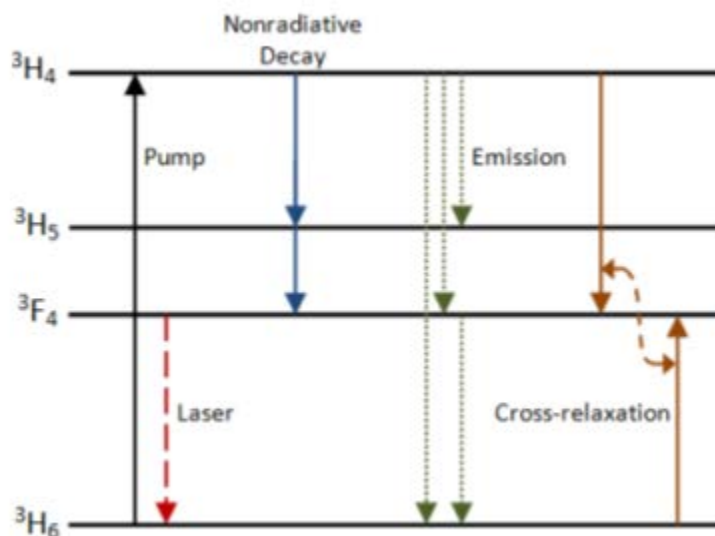 Nonradiative
Decay
³H₄
Pump
Emission
³H₅
³F₄
Laser
Cross-relaxation
³H₆